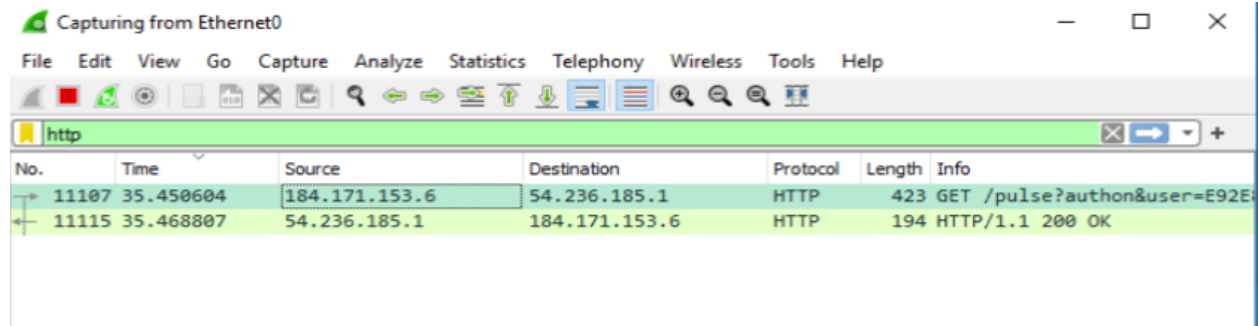 Capturing from Ethernet0
File Edit View Go Capture Analyze Statistics Telephony Wireless Tools Help
http
No. Time Source Destination Protocol Length Info
11107 35.450604 184.171.153.6 54.236.185.1 HTTP 423 GET /pulse?authon&user=E92E
11115 35.468807 54.236.185.1 184.171.153.6 HTTP 194 HTTP/1.1 200 OK